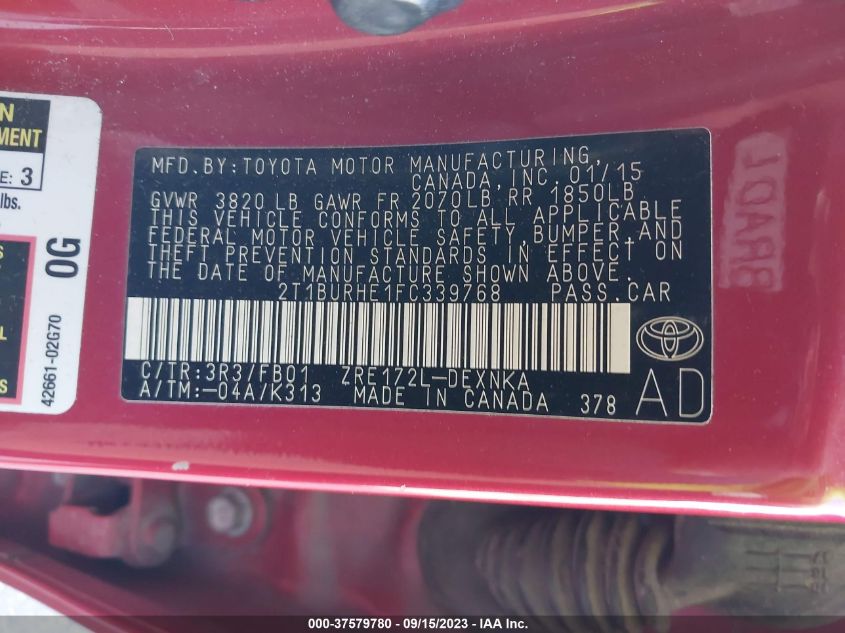 MFD. BY: TOYOTA MOTOR MANUFACTURING,
CANADA, INC. 01/15
GVWR 3820 LB GAWR FR 2070LB RR 1850LB
THIS VEHICLE CONFORMS TO ALL APPLICABLE
FEDERAL MOTOR VEHICLE SAFETY, BUMPER, AND
THEFT PREVENTION STANDARDS IN EFFECT ON
THE DATE OF MANUFACTURE SHOWN ABOVE.
2T1BURHE1FC339768 PASS. CAR
C/TR: 3R3/FB01 ZRE172L-DEXNKA
A/TM: -04A/K313 MADE IN CANADA 378
AD
N
MENT
E: 3
lbs.
S
L
S
0G
42661-02G70
000-37579780 - 09/15/2023 - IAA Inc.